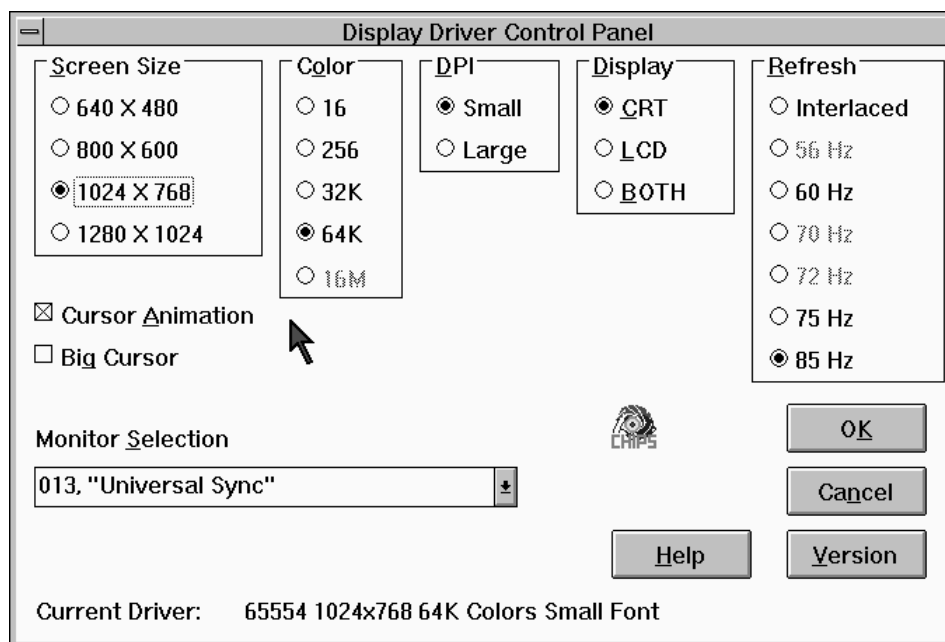 Display Driver Control Panel
Screen Size
640 X 480
800 X 600
1024 X 768
1280 X 1024
Color
16
256
32K
64K
16M
DPI
Small
Large
Display
CRT
LCD
BOTH
Refresh
Interlaced
56 Hz
60 Hz
70 Hz
72 Hz
75 Hz
85 Hz
Cursor Animation
Big Cursor
Monitor Selection
013, "Universal Sync"
CHIPS
OK
Cancel
Help
Version
Current Driver: 65554 1024x768 64K Colors Small Font